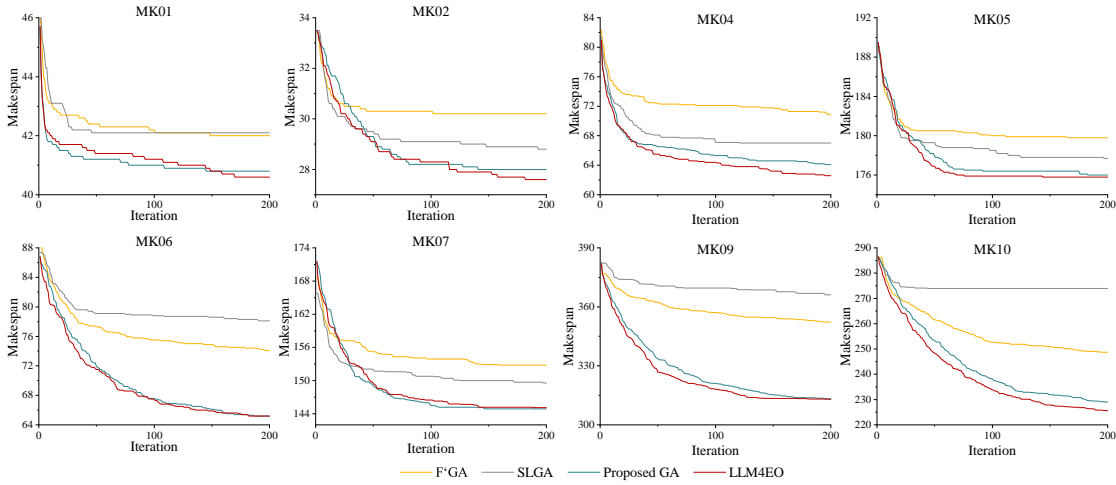 MK01 MK02 MK04 MK05
46 44 42 40
Makespan
0 100 200
Iteration
34 32 30 28
Makespan
0 100 200
Iteration
84 80 76 72 68 64 60
Makespan
0 100 200
Iteration
192 188 184 180 176
Makespan
0 100 200
Iteration
MK06 MK07 MK09 MK10
88 84 80 76 72 68 64
Makespan
0 100 200
Iteration
174 168 162 156 150 144
Makespan
0 100 200
Iteration
390 360 330 300
Makespan
0 100 200
Iteration
290 280 270 260 250 240 230 220
Makespan
0 100 200
Iteration
F‘GA SLGA Proposed GA LLM4EO